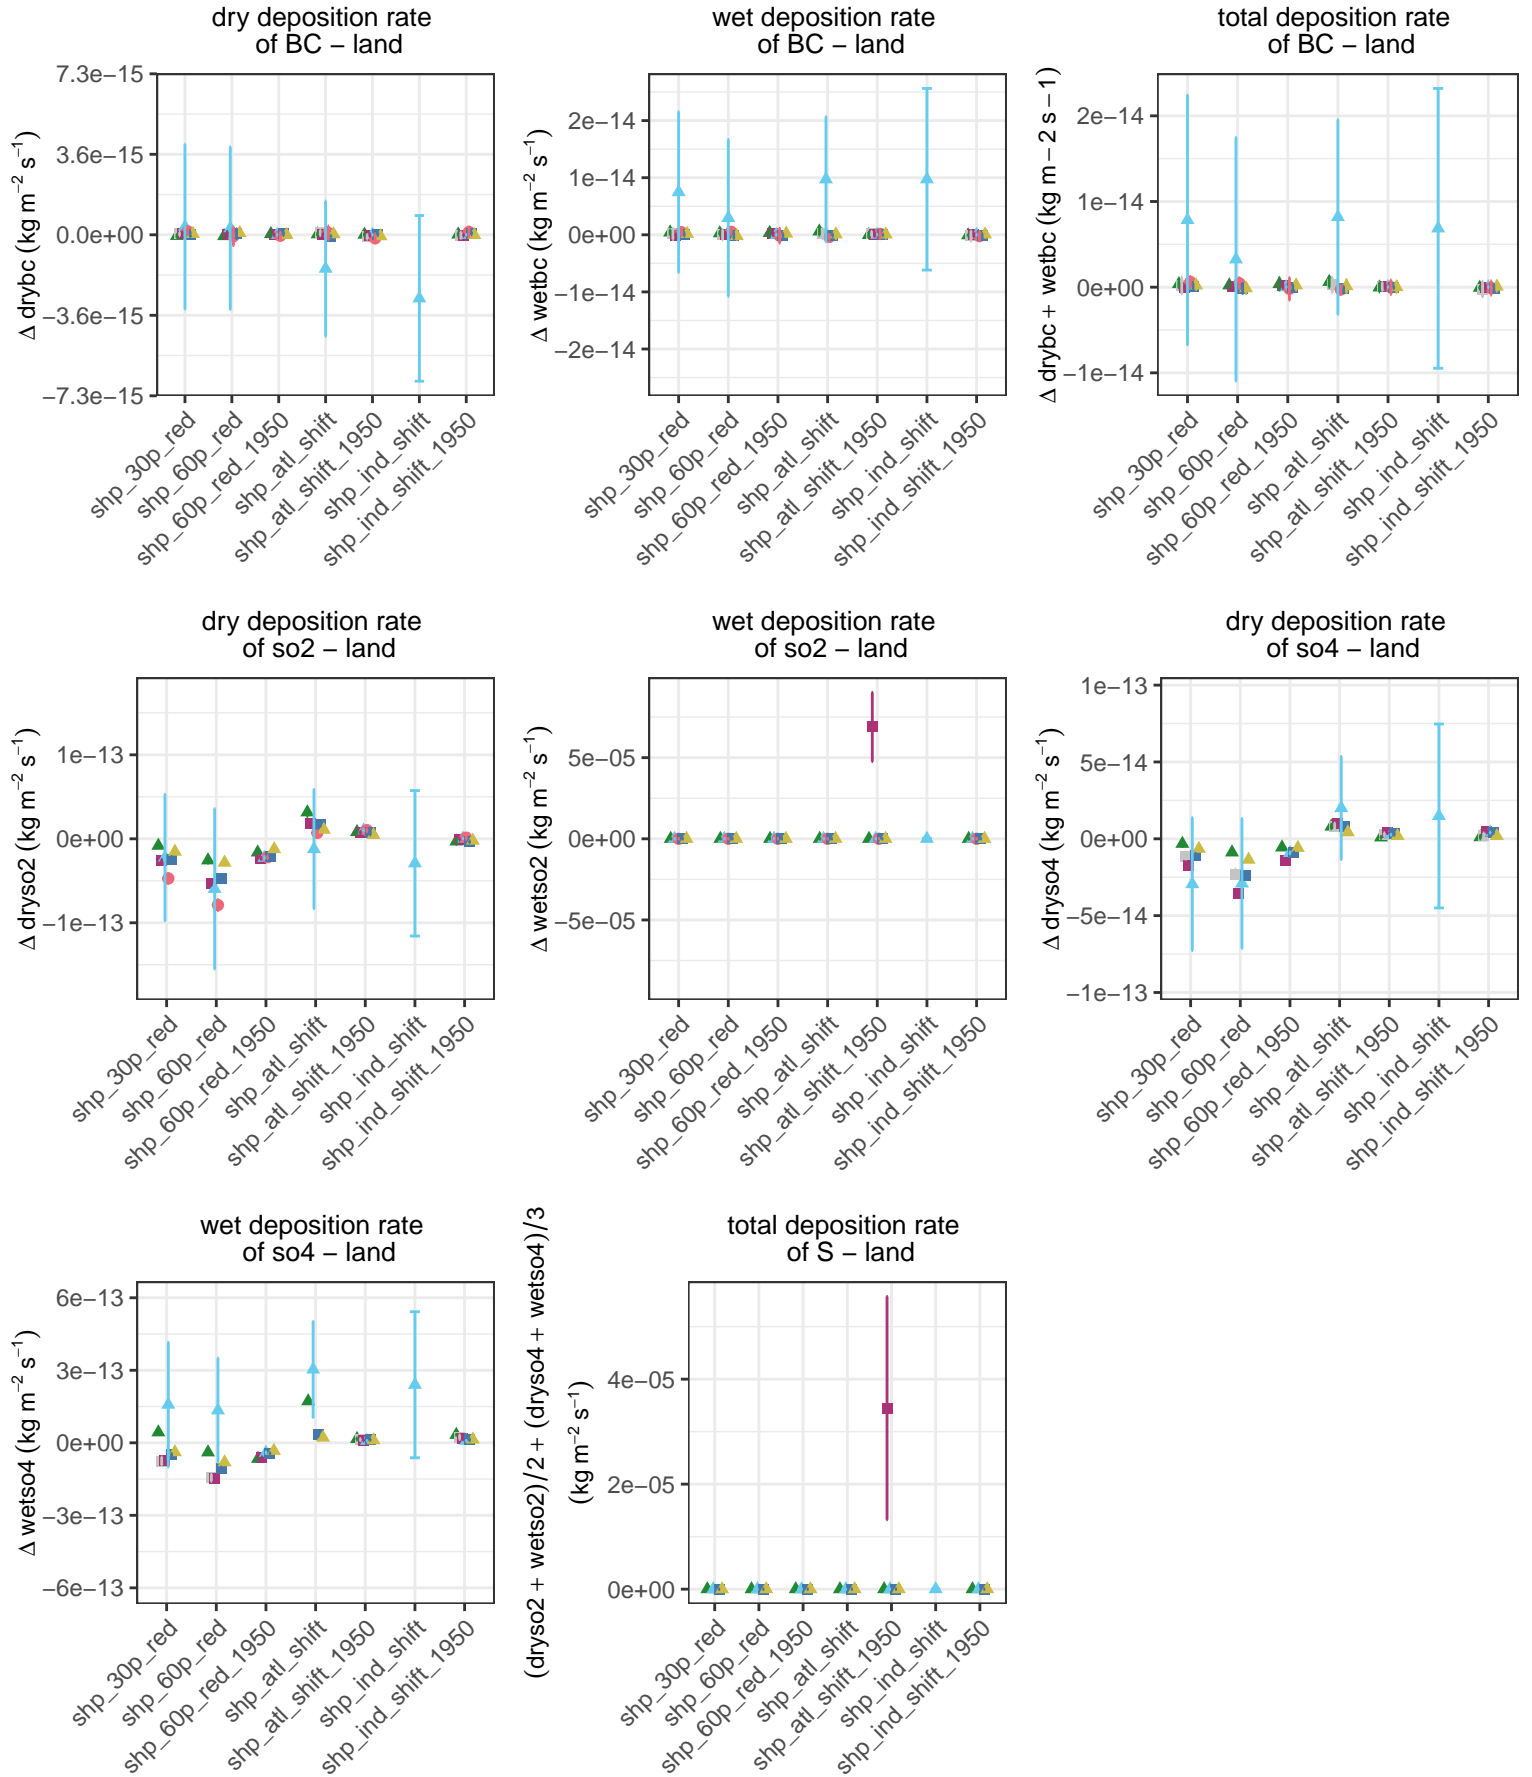 dry deposition rate
of BC − land
Δ drybc (kg m−2 s−1)
7.3e−15
3.6e−15
0.0e+00
−3.6e−15
−7.3e−15
shp_30p_red
shp_60p_red
shp_60p_red_1950
shp_atl_shift
shp_atl_shift_1950
shp_ind_shift
shp_ind_shift_1950
wet deposition rate
of BC − land
Δ wetbc (kg m−2 s−1)
2e−14
1e−14
0e+00
−1e−14
−2e−14
shp_30p_red
shp_60p_red
shp_60p_red_1950
shp_atl_shift
shp_atl_shift_1950
shp_ind_shift
shp_ind_shift_1950
total deposition rate
of BC − land
Δ drybc + wetbc (kg m − 2 s − 1)
2e−14
1e−14
0e+00
−1e−14
shp_30p_red
shp_60p_red
shp_60p_red_1950
shp_atl_shift
shp_atl_shift_1950
shp_ind_shift
shp_ind_shift_1950
dry deposition rate
of so2 − land
Δ dryso2 (kg m−2 s−1)
1e−13
0e+00
−1e−13
shp_30p_red
shp_60p_red
shp_60p_red_1950
shp_atl_shift
shp_atl_shift_1950
shp_ind_shift
shp_ind_shift_1950
wet deposition rate
of so2 − land
Δ wetso2 (kg m−2 s−1)
5e−05
0e+00
−5e−05
shp_30p_red
shp_60p_red
shp_60p_red_1950
shp_atl_shift
shp_atl_shift_1950
shp_ind_shift
shp_ind_shift_1950
dry deposition rate
of so4 − land
Δ dryso4 (kg m−2 s−1)
1e−13
5e−14
0e+00
−5e−14
−1e−13
shp_30p_red
shp_60p_red
shp_60p_red_1950
shp_atl_shift
shp_atl_shift_1950
shp_ind_shift
shp_ind_shift_1950
wet deposition rate
of so4 − land
Δ wetso4 (kg m−2 s−1)
6e−13
3e−13
0e+00
−3e−13
−6e−13
shp_30p_red
shp_60p_red
shp_60p_red_1950
shp_atl_shift
shp_atl_shift_1950
shp_ind_shift
shp_ind_shift_1950
total deposition rate
of S − land
(dryso2 + wetso2)/2 + (dryso4 + wetso4)/3
(kg m−2 s−1)
4e−05
2e−05
0e+00
shp_30p_red
shp_60p_red
shp_60p_red_1950
shp_atl_shift
shp_atl_shift_1950
shp_ind_shift
shp_ind_shift_1950